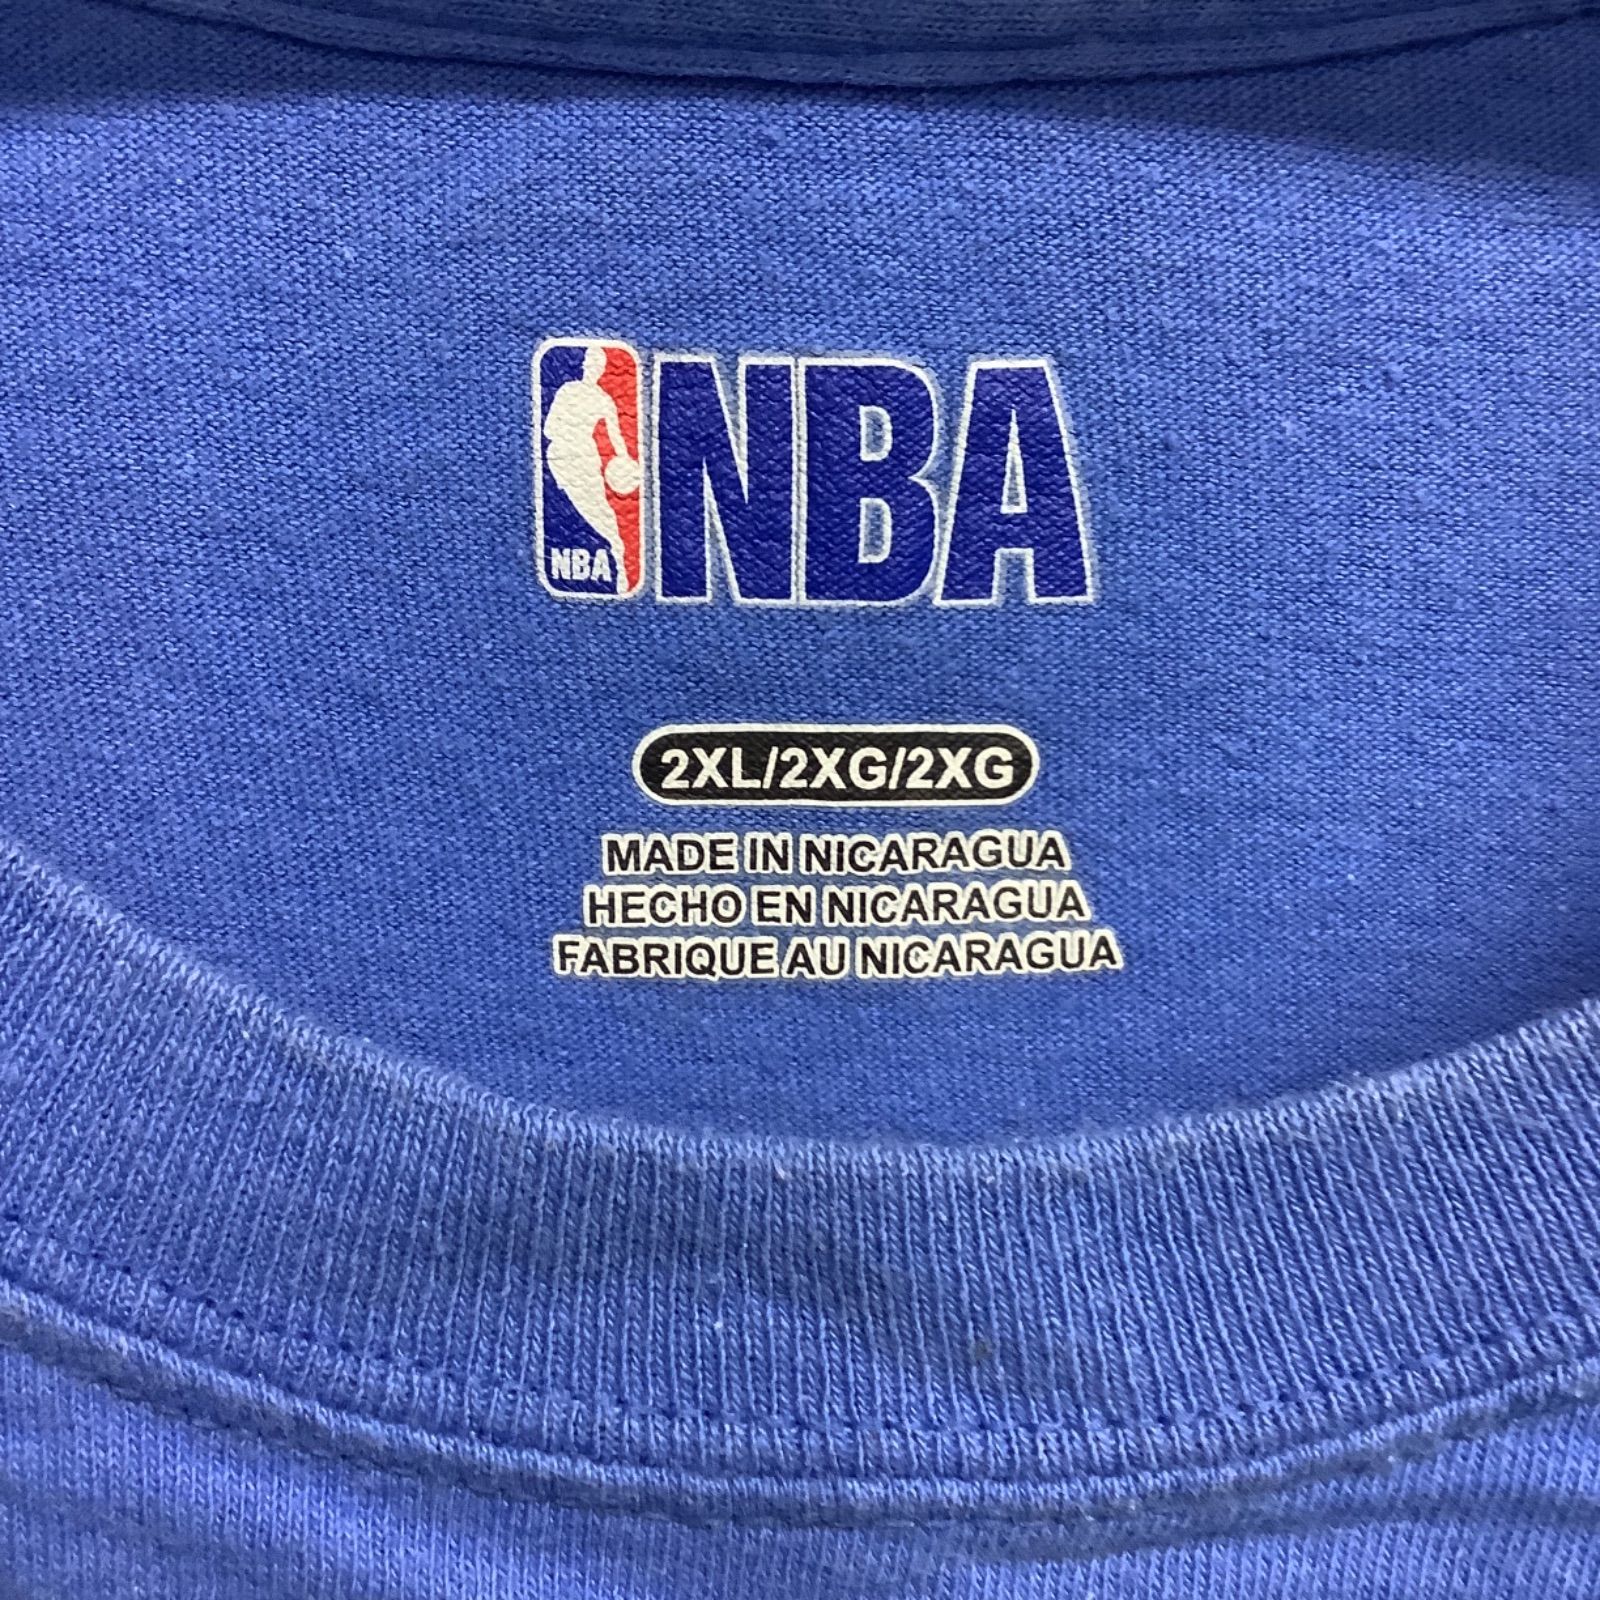 NBA
NBA
2XL/2XG/2XG
MADE IN NICARAGUA
HECHO EN NICARAGUA
FABRIQUE AU NICARAGUA